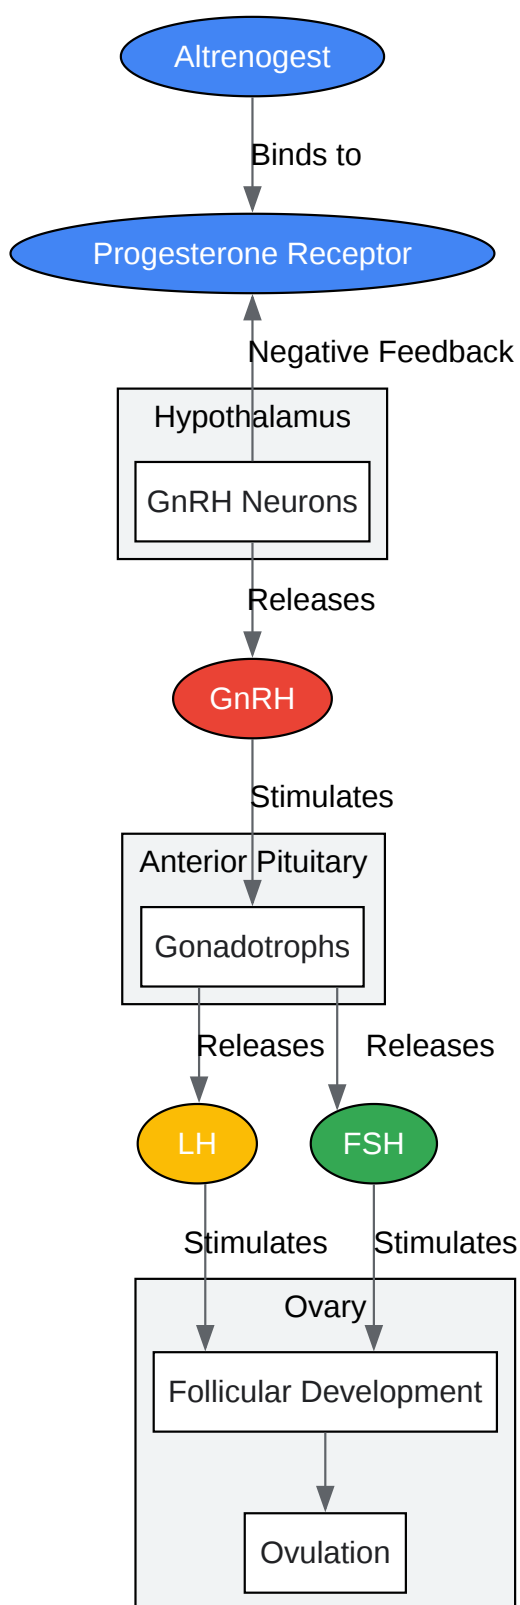 Altrenogest
Binds to
Progesterone Receptor
Negative Feedback
Hypothalamus
GnRH Neurons
Releases
GnRH
Stimulates
Anterior Pituitary
Gonadotrophs
Releases
Releases
LH
FSH
Stimulates
Stimulates
Ovary
Follicular Development
Ovulation